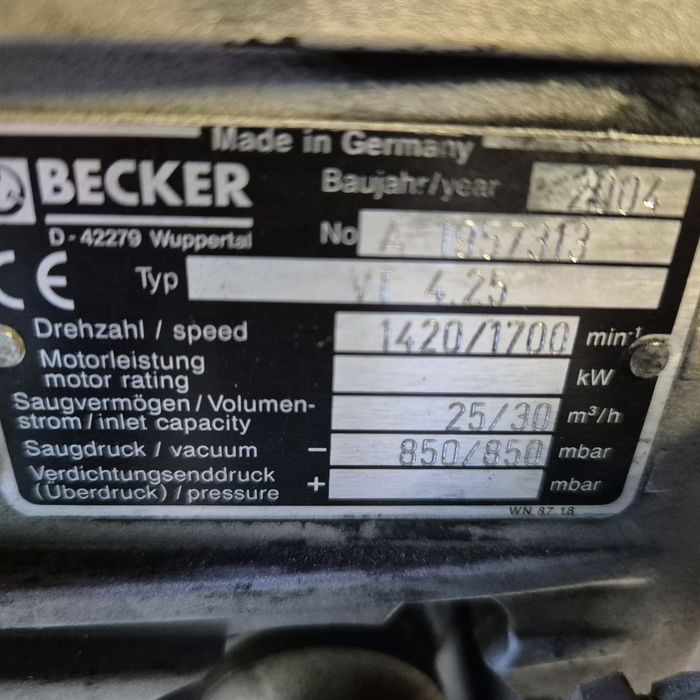 Made in Germany
BECKER
Baujahr/year 2004
D-42279 Wuppertal
No A 1957313
CE Typ VT 4.25
Drehzahl / speed 1420/1700 min-1
Motorleistung
motor rating kW
Saugvermögen/Volumen-
strom/inlet capacity 25/30 m³/h
Saugdruck / vacuum − 850/850 mbar
Verdichtungsenddruck
(Überdruck) / pressure + mbar
WN 87 18